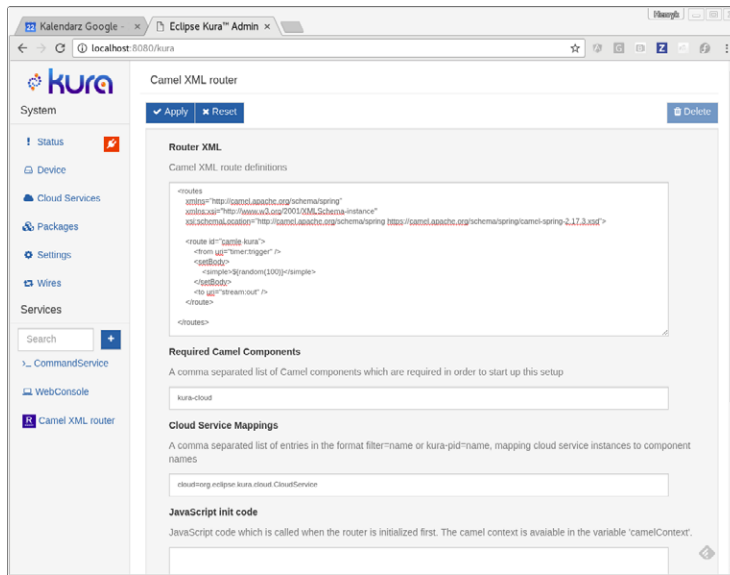 Henryk
22 Kalendarz Google - ×
Eclipse Kura™ Admin ×
localhost:8080/kura
kura
System
Status
Device
Cloud Services
Packages
Settings
Wires
Services
Search
+
>_ CommandService
WebConsole
R Camel XML router
Camel XML router
Apply
Reset
Delete
Router XML
Camel XML route definitions
<routes
xmlns="http://camel.apache.org/schema/spring"
xmlns:xsi="http://www.w3.org/2001/XMLSchema-instance"
xsi:schemaLocation="http://camel.apache.org/schema/spring https://camel.apache.org/schema/spring/camel-spring-2.17.3.xsd">
<route id="camle-kura">
<from uri="timer:trigger" />
<setBody>
<simple>${random(100)}</simple>
</setBody>
<to uri="stream:out" />
</route>
</routes>
Required Camel Components
A comma separated list of Camel components which are required in order to start up this setup
kura-cloud
Cloud Service Mappings
A comma separated list of entries in the format filter=name or kura-pid=name, mapping cloud service instances to component
names
cloud=org.eclipse.kura.cloud.CloudService
JavaScript init code
JavaScript code which is called when the router is initialized first. The camel context is avaiable in the variable 'camelContext'.